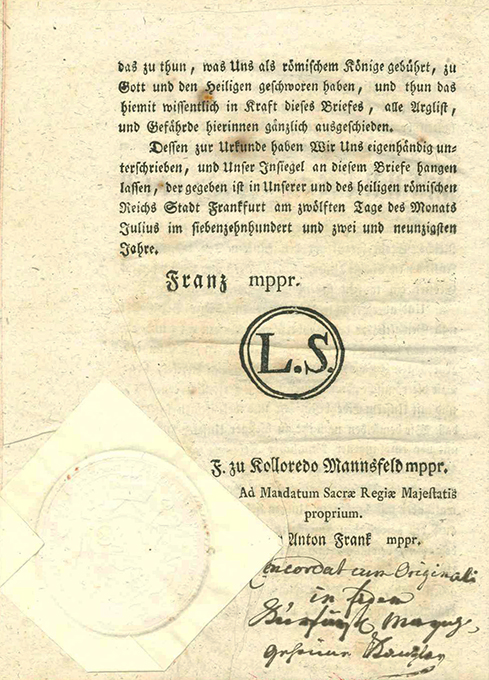 das zu thun, was Uns als römischem Könige gebührt, zu
Gott und den Heiligen geschworen haben, und thun das
hiemit wissentlich in Kraft dieses Briefes, alle Arglist,
und Gefährde hierinnen gänzlich ausgeschieden.
Dessen zur Urkunde haben Wir Uns eigenhändig un-
terschrieben, und Unser Insiegel an diesem Briefe hangen
lassen, der gegeben ist in Unserer und des heiligen römischen
Reichs Stadt Frankfurt am zwölften Tage des Monats
Julius im siebenzehnhundert und zwei und neunzigsten
Jahre.
Franz mppr.
L.S.
F. zu Kolloredo Mannsfeld mppr.
Ad Mandatum Sacræ Regiæ Majeſtatis
proprium.
Anton Frank mppr.
Concordat cum Originali
in